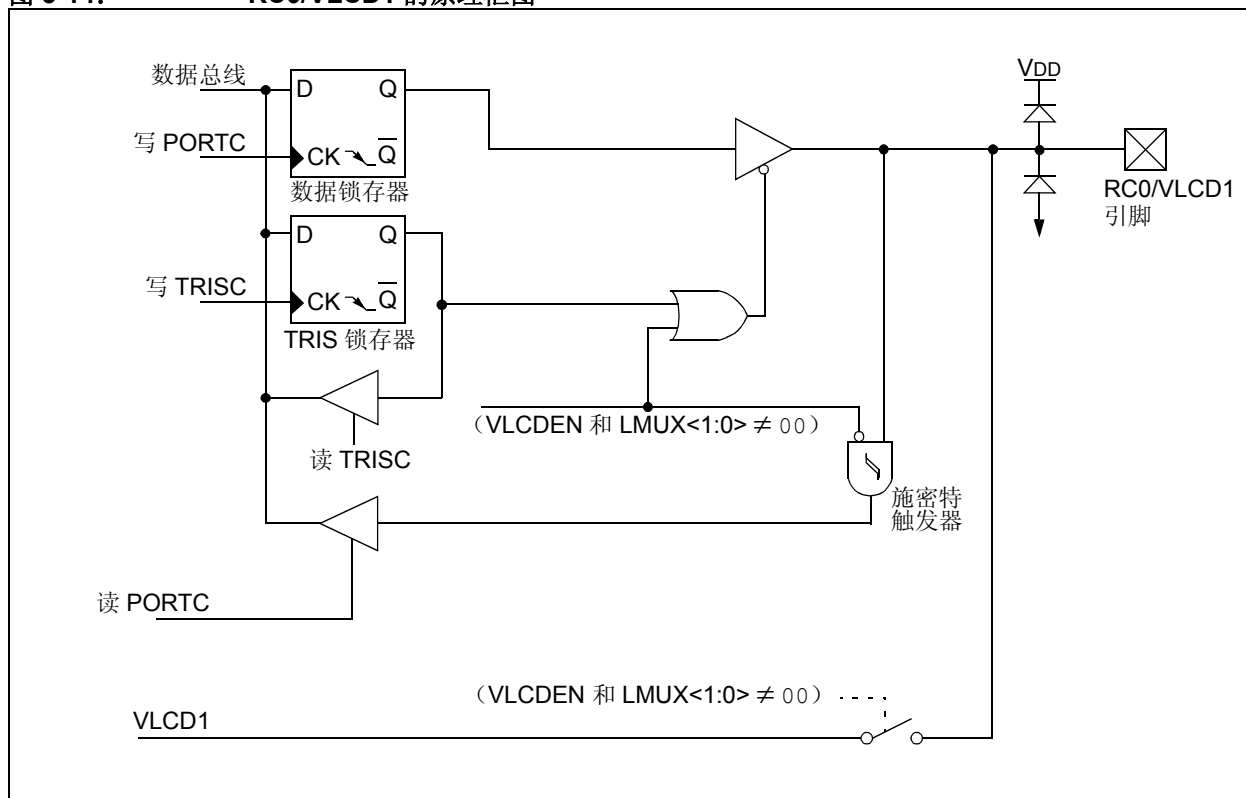 数据总线
D Q
写 PORTC
CK Q
数据锁存器
D Q
写 TRISC
CK Q
TRIS 锁存器
VDD
RC0/VLCD1
引脚
(VLCDEN 和 LMUX<1:0> ≠ 00)
读 TRISC
施密特
触发器
读 PORTC
(VLCDEN 和 LMUX<1:0> ≠ 00)
VLCD1